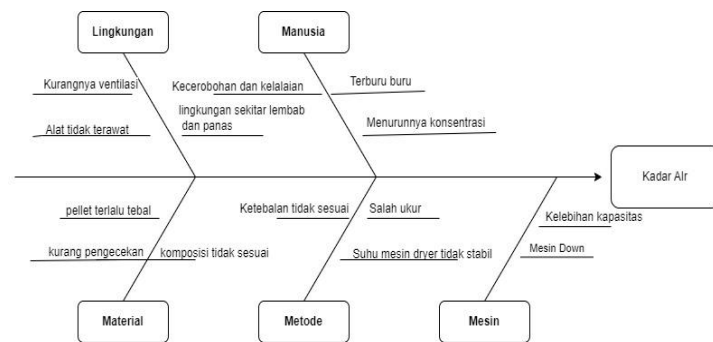 Lingkungan
Manusia
Kurangnya ventilasi
Kecerobohan dan kelalaian
Terburu buru
lingkungan sekitar lembab
dan panas
Alat tidak terawat
Menurunnya konsentrasi
Kadar AIr
pellet terlalu tebal
Ketebalan tidak sesuai
Salah ukur
Kelebihan kapasitas
kurang pengecekan
komposisi tidak sesuai
Suhu mesin dryer tidak stabil
Mesin Down
Material
Metode
Mesin